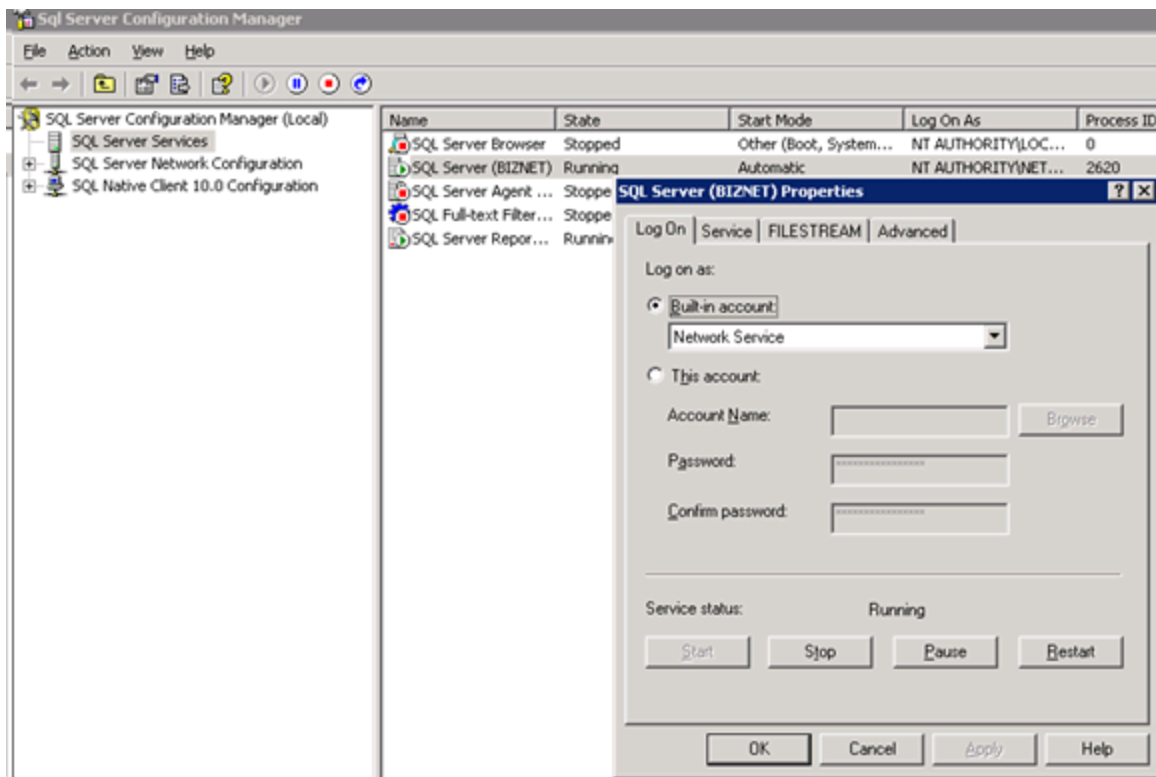 Sql Server Configuration Manager
File Action View Help
SQL Server Configuration Manager (Local)
SQL Server Services
SQL Server Network Configuration
SQL Native Client 10.0 Configuration
Name State Start Mode Log On As Process ID
SQL Server Browser Stopped Other (Boot, System... NT AUTHORITY\LOC... 0
SQL Server (BIZNET) Running Automatic NT AUTHORITY\NET... 2620
SQL Server Agent ... Stoppe
SQL Full-text Filter... Stoppe
SQL Server Repor... Runnin
SQL Server (BIZNET) Properties
Log On Service FILESTREAM Advanced
Log on as:
Built-in account:
Network Service
This account:
Account Name:
Browse
Password:
Confirm password:
Service status: Running
Start Stop Pause Restart
OK Cancel Apply Help